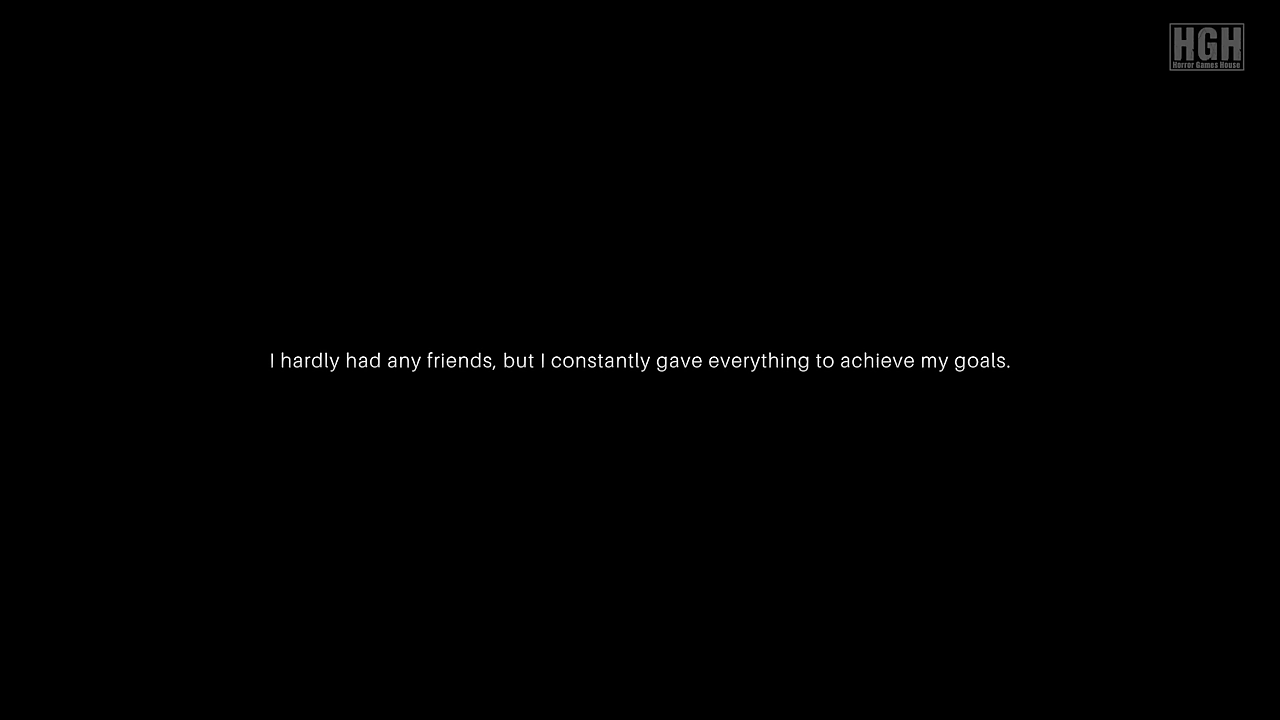 HGH
Horror Games House
I hardly had any friends, but I constantly gave everything to achieve my goals.